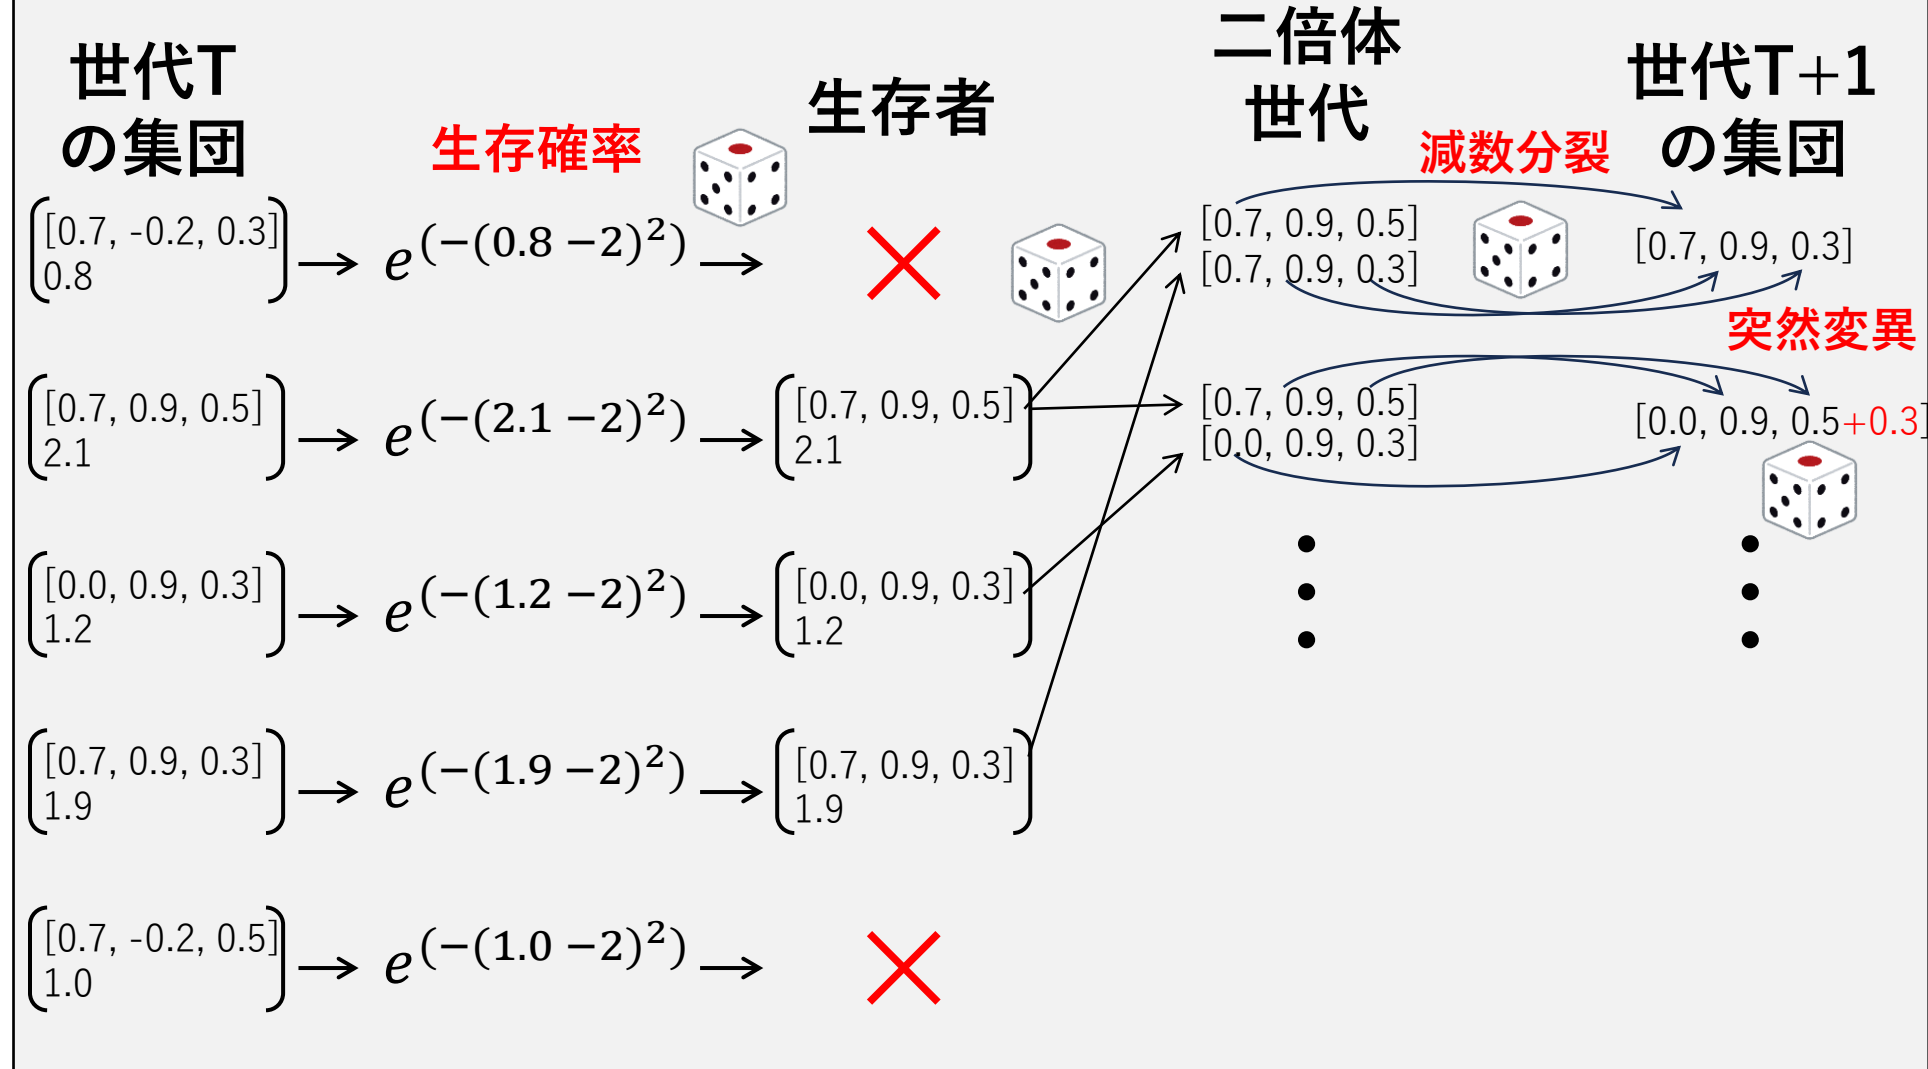 世代T
の集団
生存確率
生存者
二倍体
世代
減数分裂
世代T+1
の集団
[0.7, -0.2, 0.3]
0.8
e^(−(0.8 −2)²)
[0.7, 0.9, 0.5]
2.1
e^(−(2.1 −2)²)
[0.7, 0.9, 0.5]
2.1
[0.0, 0.9, 0.3]
1.2
e^(−(1.2 −2)²)
[0.0, 0.9, 0.3]
1.2
[0.7, 0.9, 0.3]
1.9
e^(−(1.9 −2)²)
[0.7, 0.9, 0.3]
1.9
[0.7, -0.2, 0.5]
1.0
e^(−(1.0 −2)²)
[0.7, 0.9, 0.5]
[0.7, 0.9, 0.3]
[0.7, 0.9, 0.5]
[0.0, 0.9, 0.3]
[0.7, 0.9, 0.3]
突然変異
[0.0, 0.9, 0.5+0.3]